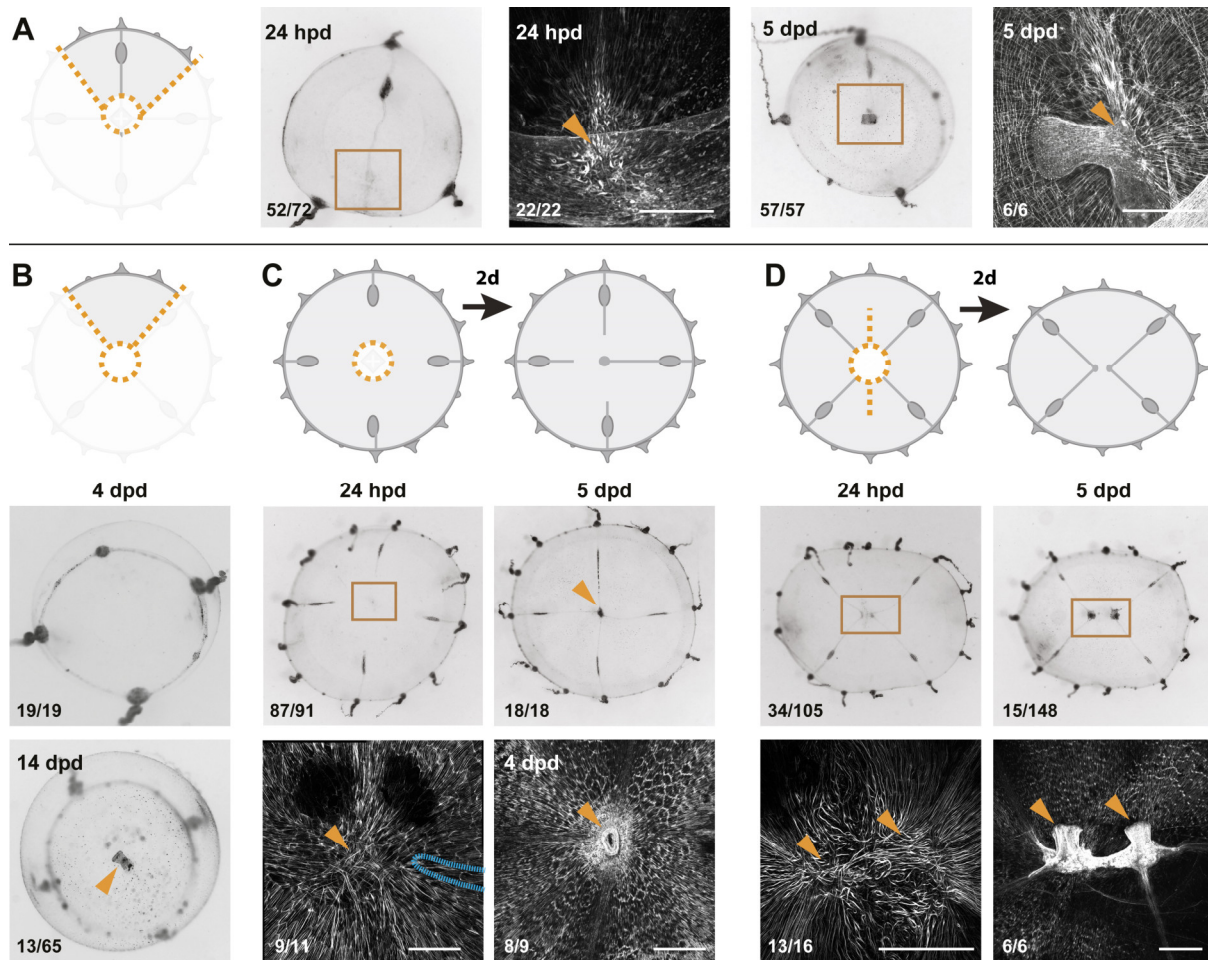 A
24 hpd
52/72
24 hpd
22/22
5 dpd
57/57
5 dpd
6/6
B
C
2d
D
2d
4 dpd
24 hpd
5 dpd
24 hpd
5 dpd
19/19
87/91
18/18
34/105
15/148
14 dpd
4 dpd
13/65
9/11
8/9
13/16
6/6